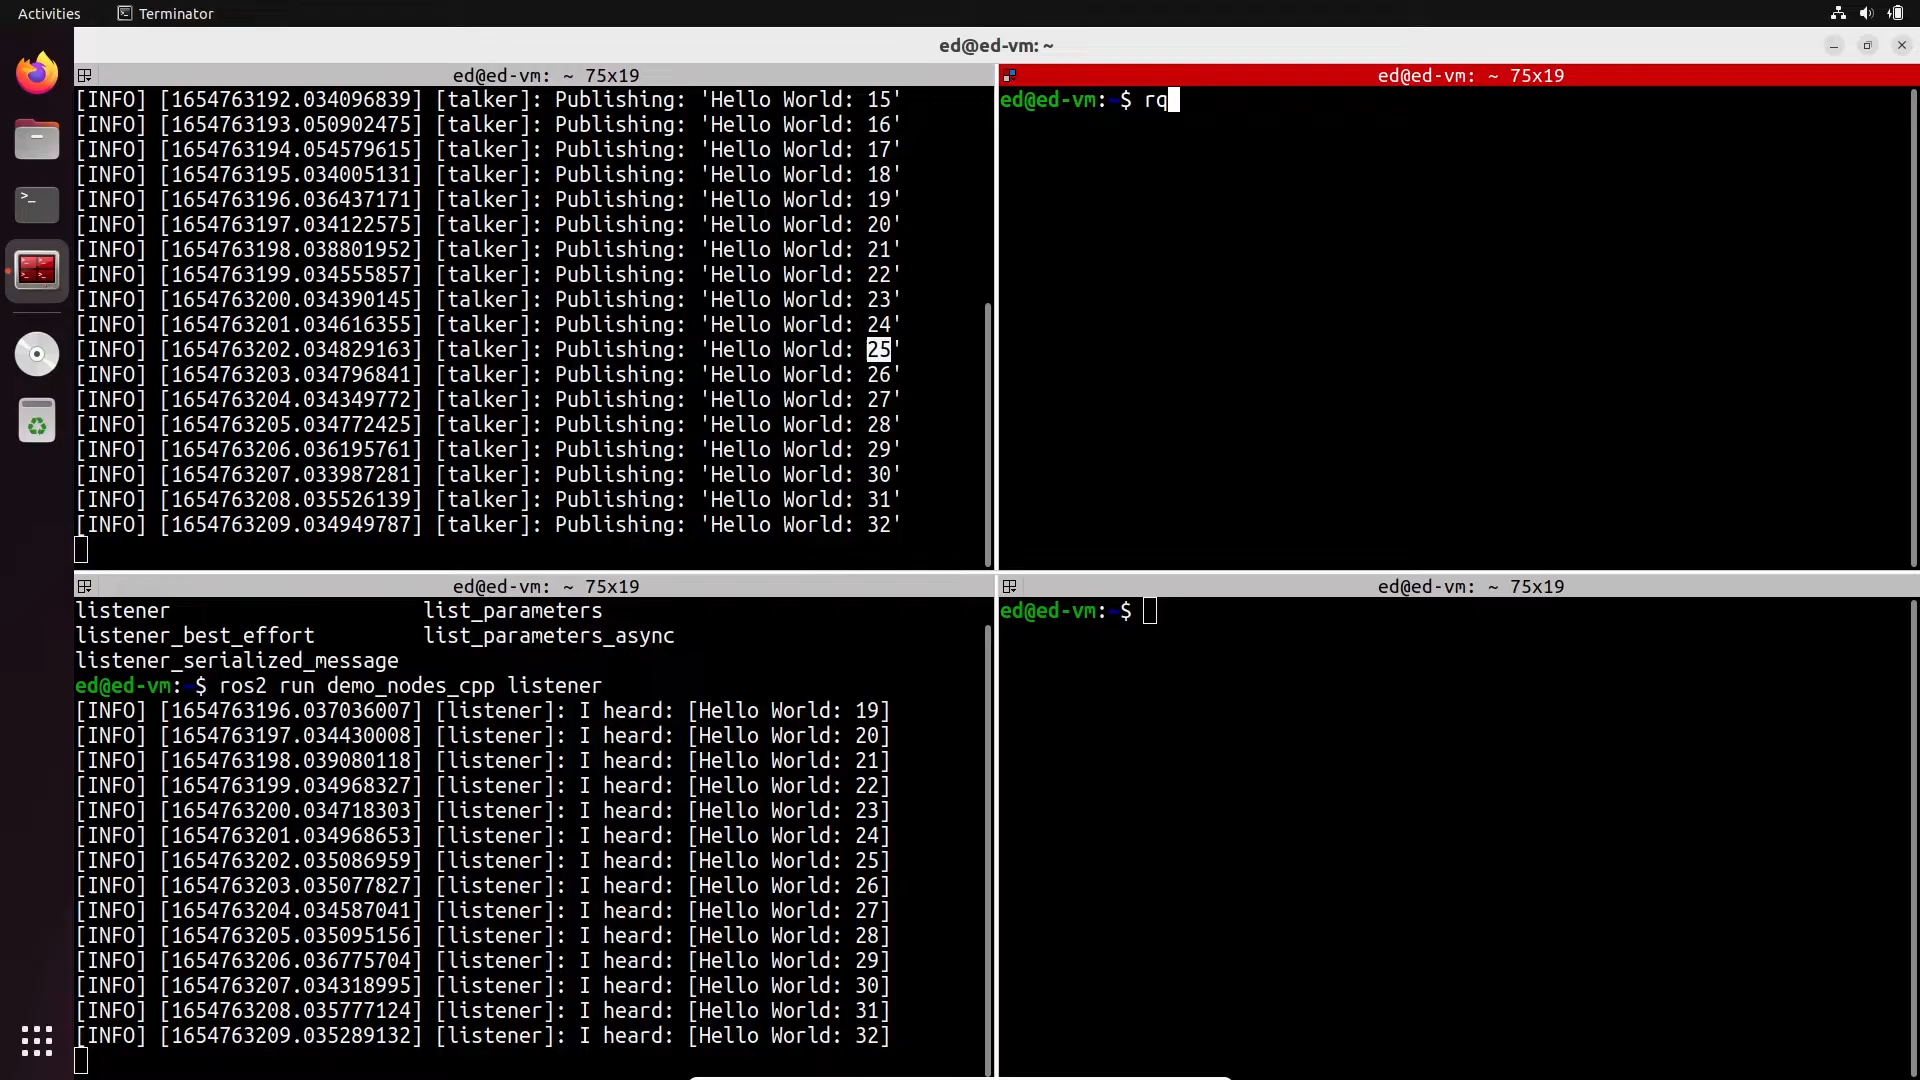 Activities
Terminator
ed@ed-vm: ~
ed@ed-vm: ~ 75x19
[INFO] [1654763192.034096839] [talker]: Publishing: 'Hello World: 15'
[INFO] [1654763193.050902475] [talker]: Publishing: 'Hello World: 16'
[INFO] [1654763194.054579615] [talker]: Publishing: 'Hello World: 17'
[INFO] [1654763195.034005131] [talker]: Publishing: 'Hello World: 18'
[INFO] [1654763196.036437171] [talker]: Publishing: 'Hello World: 19'
[INFO] [1654763197.034122575] [talker]: Publishing: 'Hello World: 20'
[INFO] [1654763198.038801952] [talker]: Publishing: 'Hello World: 21'
[INFO] [1654763199.034555857] [talker]: Publishing: 'Hello World: 22'
[INFO] [1654763200.034390145] [talker]: Publishing: 'Hello World: 23'
[INFO] [1654763201.034616355] [talker]: Publishing: 'Hello World: 24'
[INFO] [1654763202.034829163] [talker]: Publishing: 'Hello World: 25'
[INFO] [1654763203.034796841] [talker]: Publishing: 'Hello World: 26'
[INFO] [1654763204.034349772] [talker]: Publishing: 'Hello World: 27'
[INFO] [1654763205.034772425] [talker]: Publishing: 'Hello World: 28'
[INFO] [1654763206.036195761] [talker]: Publishing: 'Hello World: 29'
[INFO] [1654763207.033987281] [talker]: Publishing: 'Hello World: 30'
[INFO] [1654763208.035526139] [talker]: Publishing: 'Hello World: 31'
[INFO] [1654763209.034949787] [talker]: Publishing: 'Hello World: 32'
ed@ed-vm: ~ 75x19
ed@ed-vm:~$ rq
ed@ed-vm: ~ 75x19
listener list_parameters
listener_best_effort list_parameters_async
listener_serialized_message
ed@ed-vm:~$ ros2 run demo_nodes_cpp listener
[INFO] [1654763196.037036007] [listener]: I heard: [Hello World: 19]
[INFO] [1654763197.034430008] [listener]: I heard: [Hello World: 20]
[INFO] [1654763198.039080118] [listener]: I heard: [Hello World: 21]
[INFO] [1654763199.034968327] [listener]: I heard: [Hello World: 22]
[INFO] [1654763200.034718303] [listener]: I heard: [Hello World: 23]
[INFO] [1654763201.034968653] [listener]: I heard: [Hello World: 24]
[INFO] [1654763202.035086959] [listener]: I heard: [Hello World: 25]
[INFO] [1654763203.035077827] [listener]: I heard: [Hello World: 26]
[INFO] [1654763204.034587041] [listener]: I heard: [Hello World: 27]
[INFO] [1654763205.035095156] [listener]: I heard: [Hello World: 28]
[INFO] [1654763206.036775704] [listener]: I heard: [Hello World: 29]
[INFO] [1654763207.034318995] [listener]: I heard: [Hello World: 30]
[INFO] [1654763208.035777124] [listener]: I heard: [Hello World: 31]
[INFO] [1654763209.035289132] [listener]: I heard: [Hello World: 32]
ed@ed-vm: ~ 75x19
ed@ed-vm:~$